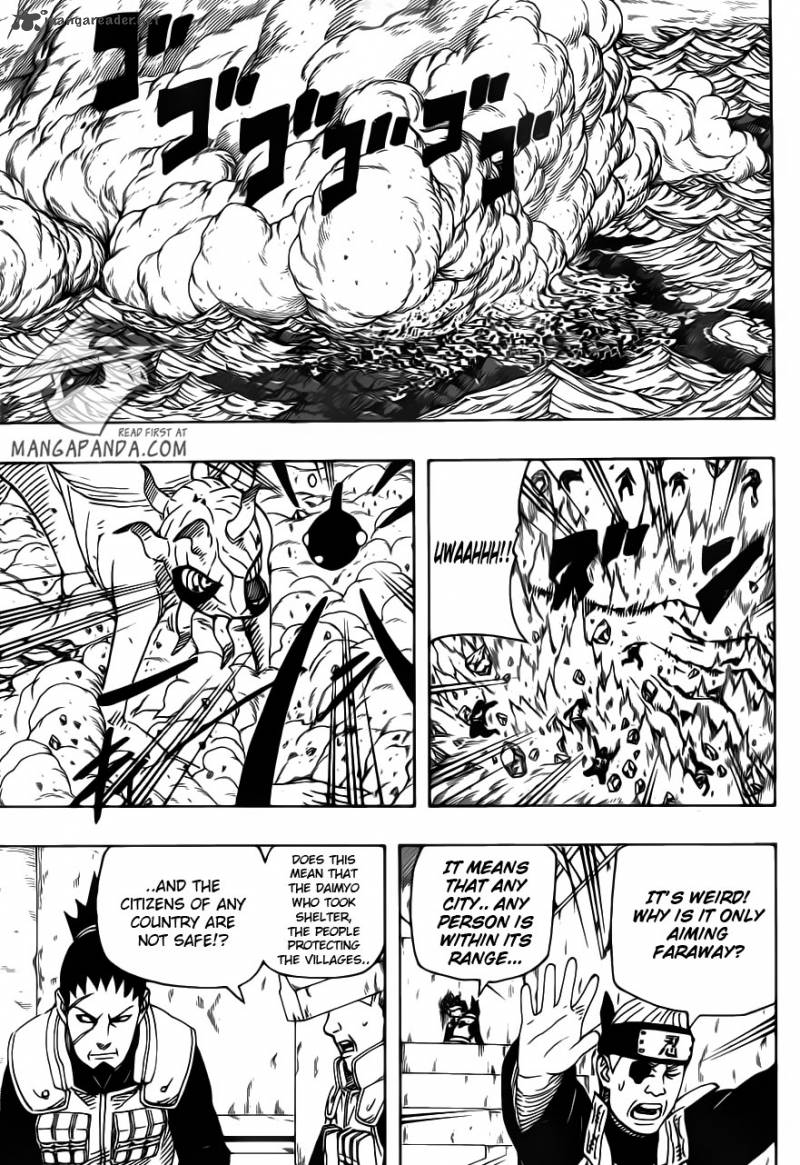 mangareader.net
ゴゴゴゴゴゴ
READ FIRST AT
MANGAPANDA.COM
UWAAHHH!!
ズア
IT'S WEIRD!
WHY IS IT ONLY
AIMING
FARAWAY?
IT MEANS
THAT ANY
CITY.. ANY
PERSON IS
WITHIN ITS
RANGE...
忍
DOES THIS
MEAN THAT
THE DAIMYO
WHO TOOK
SHELTER,
THE PEOPLE
PROTECTING
THE VILLAGES..
..AND THE
CITIZENS OF ANY
COUNTRY ARE
NOT SAFE!?